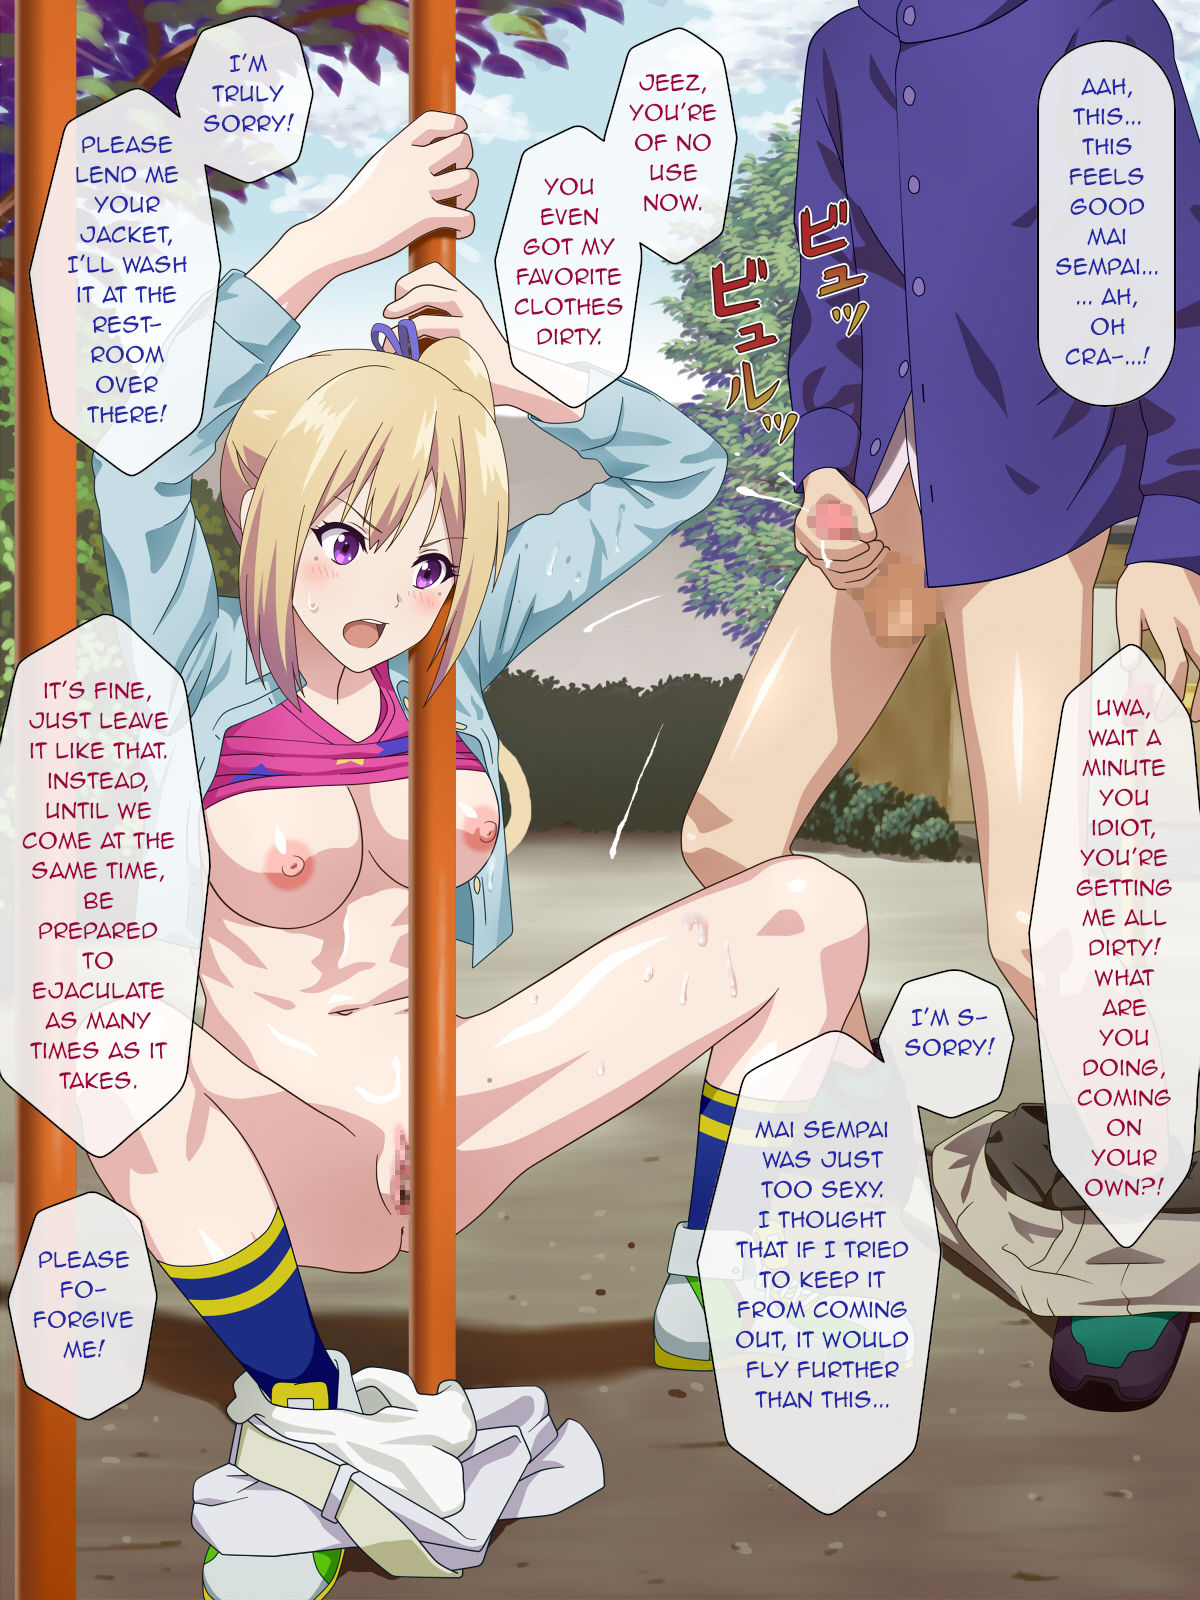 AAH,
THIS...
THIS
FEELS
GOOD
MAI
SEMPAI...
... AH,
OH
CRA-...!
ビュッ
ビュルッ
UWA,
WAIT A
MINUTE
YOU
IDIOT,
YOU'RE
GETTING
ME ALL
DIRTY!
WHAT
ARE
YOU
DOING,
COMING
ON
YOUR
OWN?!
I'M S-
SORRY!
MAI SEMPAI
WAS JUST
TOO SEXY.
I THOUGHT
THAT IF I TRIED
TO KEEP IT
FROM COMING
OUT, IT WOULD
FLY FURTHER
THAN THIS...
JEEZ,
YOU'RE
OF NO
USE
NOW.
YOU
EVEN
GOT MY
FAVORITE
CLOTHES
DIRTY.
I'M
TRULY
SORRY!
PLEASE
LEND ME
YOUR
JACKET,
I'LL WASH
IT AT THE
REST-
ROOM
OVER
THERE!
IT'S FINE,
JUST LEAVE
IT LIKE THAT.
INSTEAD,
UNTIL WE
COME AT THE
SAME TIME,
BE
PREPARED
TO
EJACULATE
AS MANY
TIMES AS IT
TAKES.
PLEASE
FO-
FORGIVE
ME!